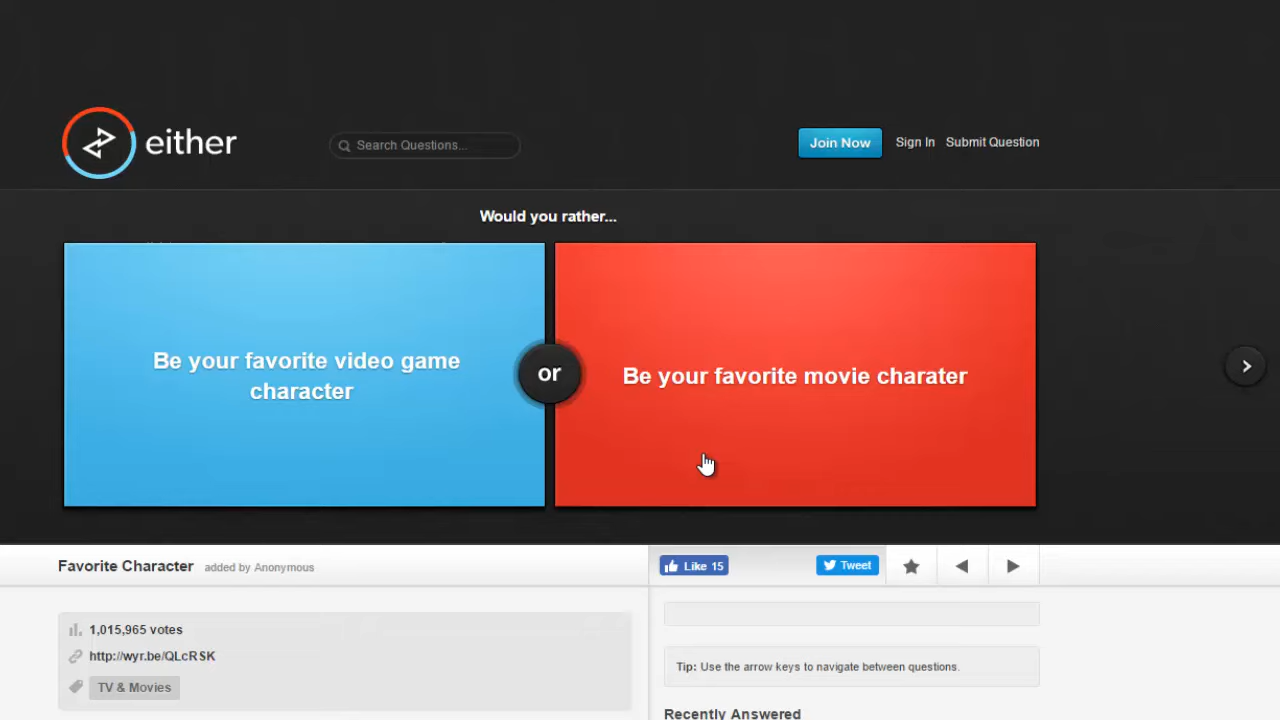 either
Search Questions...
Join Now
Sign In
Submit Question
Would you rather...
Be your favorite video game
character
or
Be your favorite movie charater
Favorite Character
added by Anonymous
Like 15
Tweet
1,015,965 votes
http://wyr.be/QLcRSK
TV & Movies
Tip: Use the arrow keys to navigate between questions.
Recently Answered